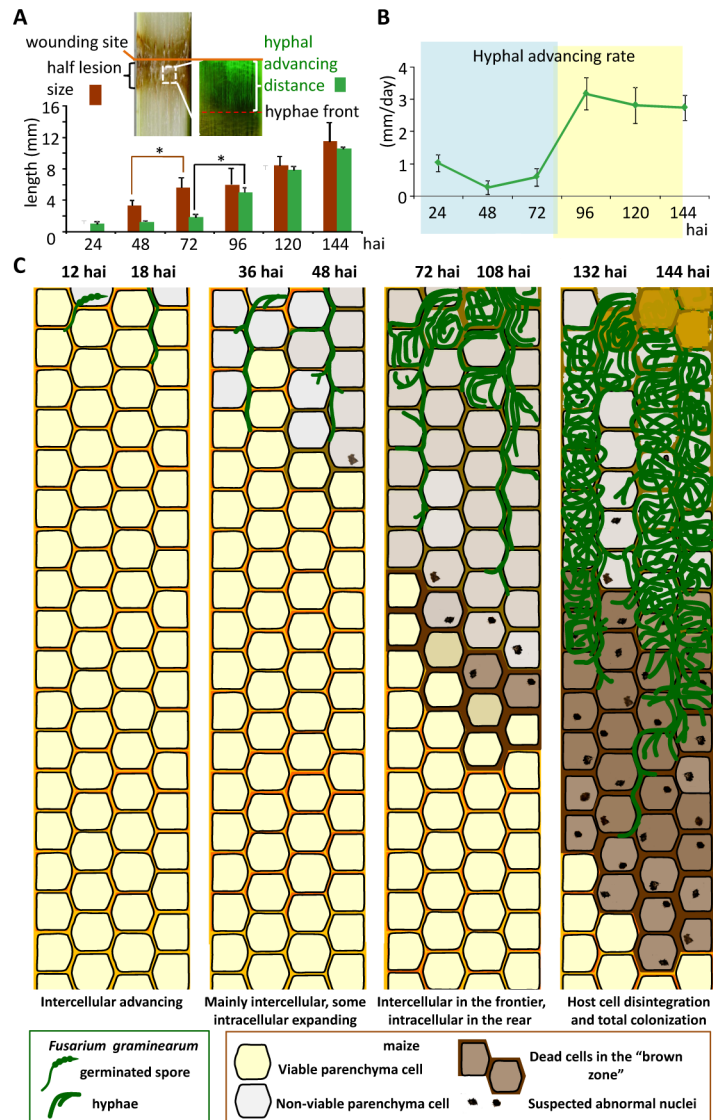 A
wounding site
half lesion
size
hyphal
advancing
distance
hyphae front
length (mm)
16
12
8
4
0
*
*
24 48 72 96 120 144 hai
B
Hyphal advancing rate
(mm/day)
4
3
2
1
0
24 48 72 96 120 144
hai
C
12 hai 18 hai 36 hai 48 hai 72 hai 108 hai 132 hai 144 hai
Intercellular advancing
Mainly intercellular, some
intracellular expanding
Intercellular in the frontier,
intracellular in the rear
Host cell disintegration
and total colonization
Fusarium graminearum
germinated spore
hyphae
maize
Viable parenchyma cell
Non-viable parenchyma cell
Dead cells in the “brown
zone”
Suspected abnormal nuclei